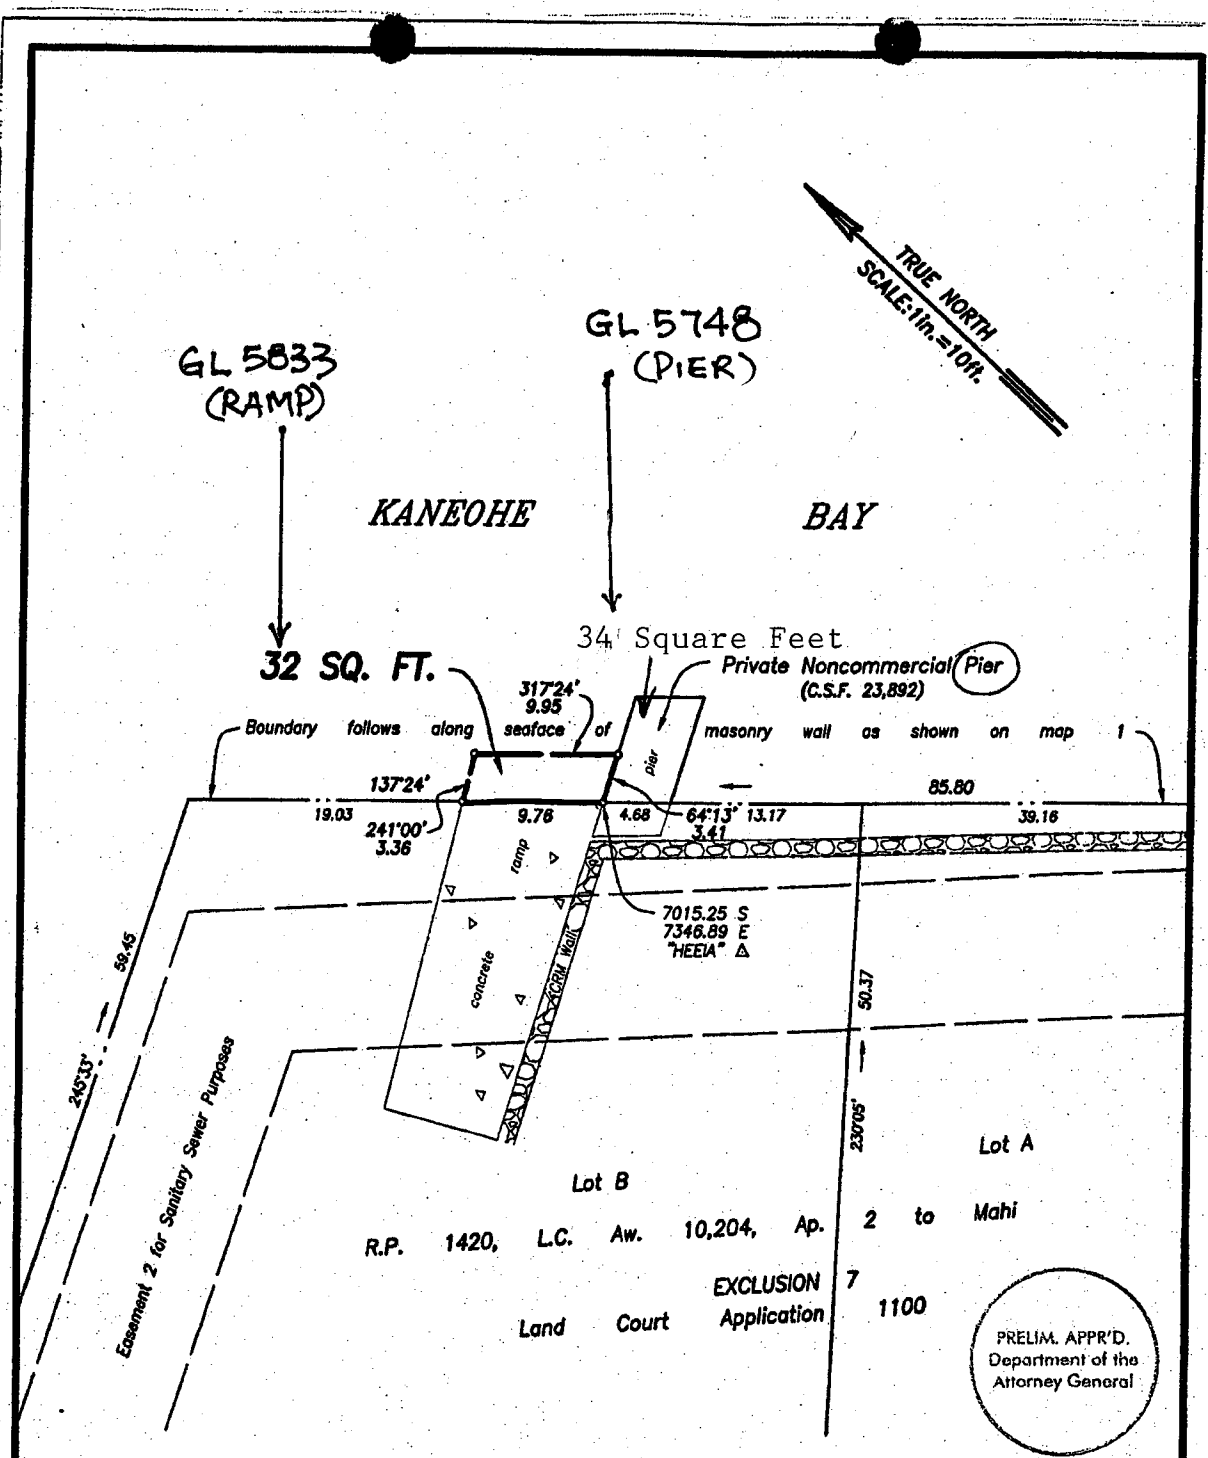 TRUE NORTH
SCALE: 1in.=10ft.
GL 5748
(PIER)
GL 5833
(RAMP)
KANEOHE BAY
34 Square Feet
32 SQ. FT.
Private Noncommercial Pier
(C.S.F. 23,892)
317°24'
9.95
Boundary follows along seaface of masonry wall as shown on map 1
pier
137°24'
85.80
19.03
9.76
4.68
64°13'
3.41
13.17
39.16
241°00'
3.36
ramp
concrete
CRM Wall
7015.25 S
7346.89 E
"HEEIA" △
59.45
245°33'
50.37
230°05'
Easement 2 for Sanitary Sewer Purposes
Lot A
Lot B
R.P. 1420, L.C. Aw. 10,204, Ap. 2 to Mahi
EXCLUSION 7
Land Court Application 1100
PRELIM. APPR'D.
Department of the
Attorney General